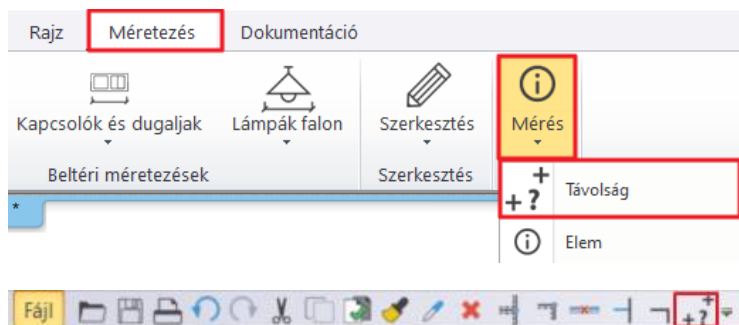 Rajz Méretezés Dokumentáció
Kapcsolók és dugaljak Lámpák falon Szerkesztés Mérés
Beltéri méretezések Szerkesztés
* +?  Távolság
Elem
Fájl +?